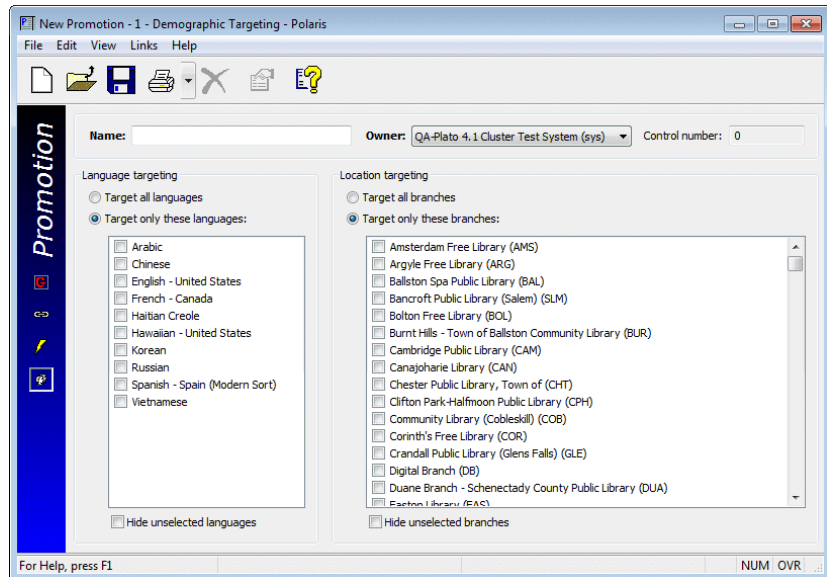 New Promotion - 1 - Demographic Targeting - Polaris
File Edit View Links Help
Promotion
Name:
Owner: QA-Plato 4.1 Cluster Test System (sys)
Control number: 0
Language targeting
Target all languages
Target only these languages:
Arabic
Chinese
English - United States
French - Canada
Haitian Creole
Hawaiian - United States
Korean
Russian
Spanish - Spain (Modern Sort)
Vietnamese
Hide unselected languages
Location targeting
Target all branches
Target only these branches:
Amsterdam Free Library (AMS)
Argyle Free Library (ARG)
Ballston Spa Public Library (BAL)
Bancroft Public Library (Salem) (SLM)
Bolton Free Library (BOL)
Burnt Hills - Town of Ballston Community Library (BUR)
Cambridge Public Library (CAM)
Canajoharie Library (CAN)
Chester Public Library, Town of (CHT)
Clifton Park-Halfmoon Public Library (CPH)
Community Library (Cobleskill) (COB)
Corinth's Free Library (COR)
Crandall Public Library (Glens Falls) (GLE)
Digital Branch (DB)
Duane Branch - Schenectady County Public Library (DUA)
Easton Library (EAS)
Hide unselected branches
For Help, press F1
NUM OVR